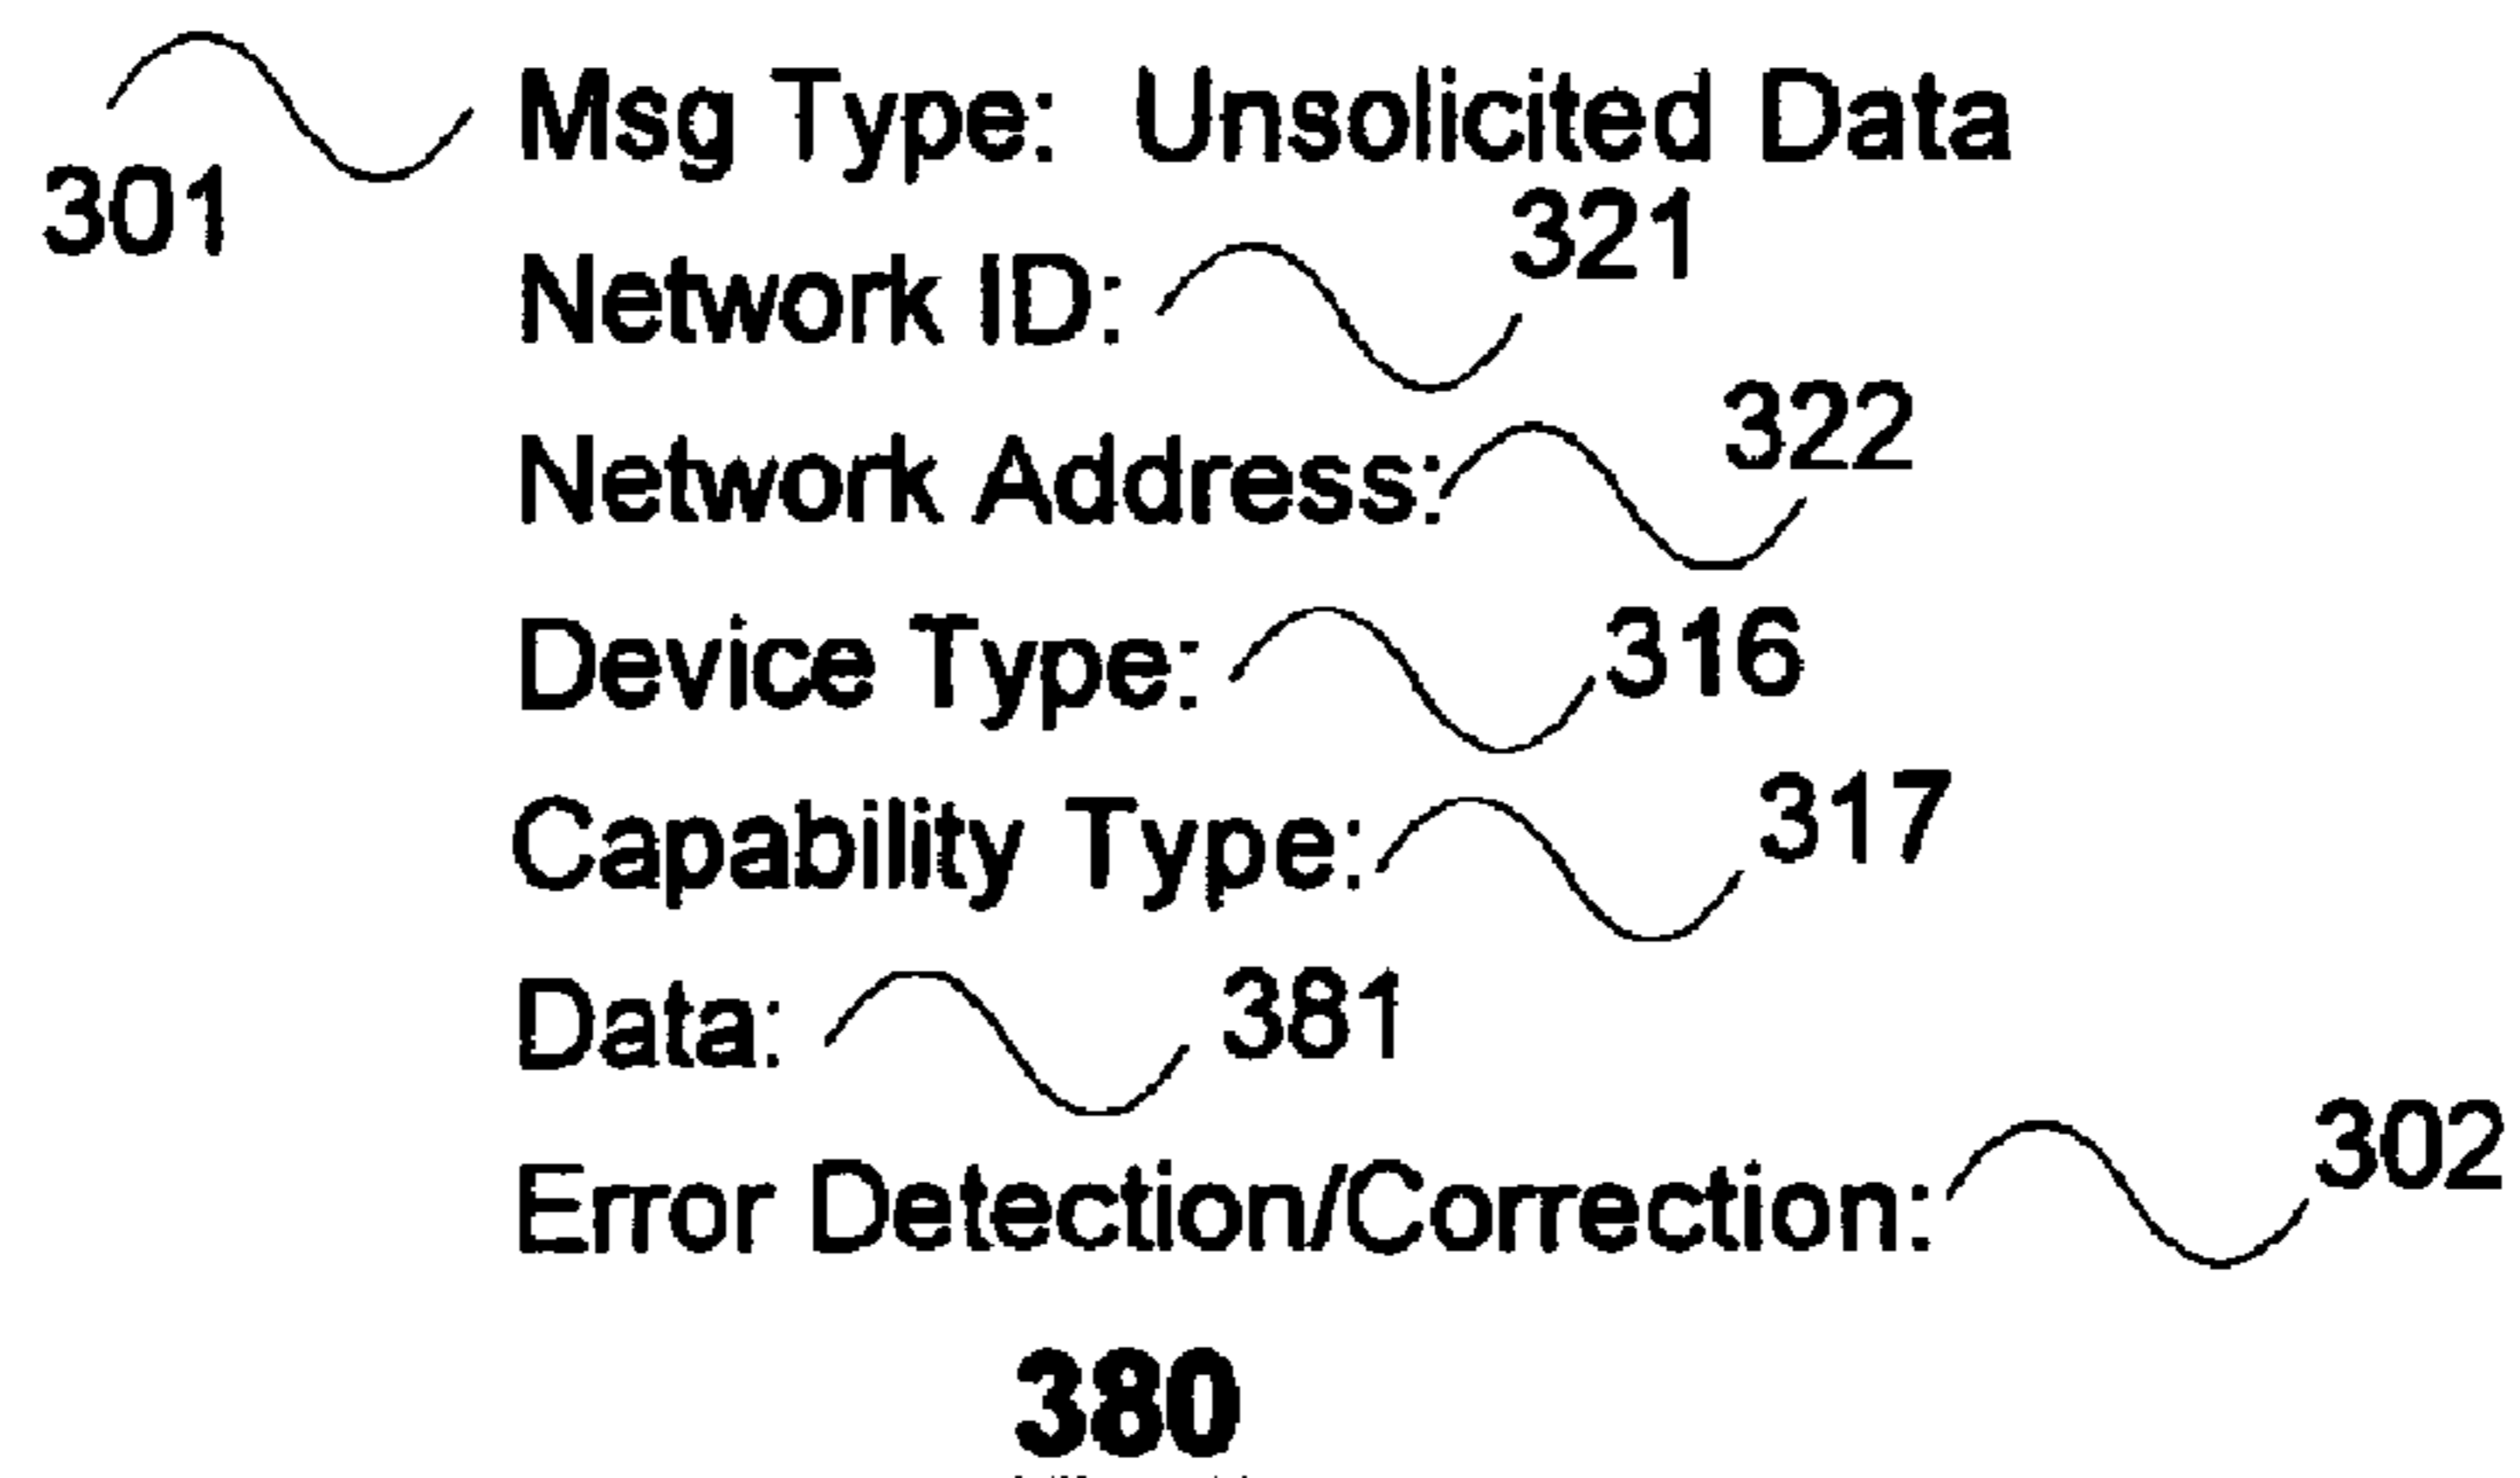 301 Msg Type: Unsolicited Data
Network ID: 321
Network Address: 322
Device Type: 316
Capability Type: 317
Data: 381
Error Detection/Correction: 302
380